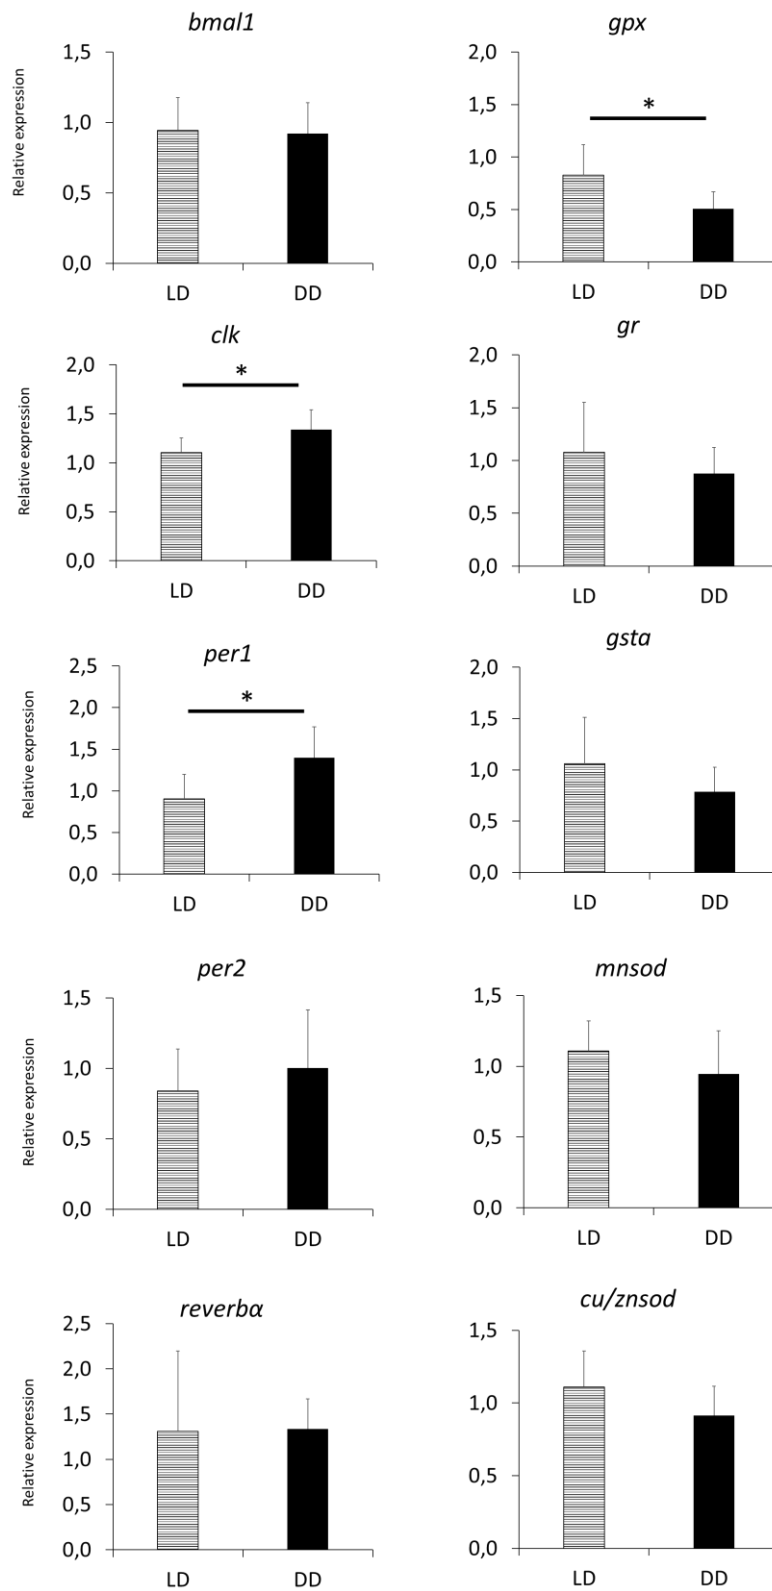 bmal1
Relative expression
1,5
1,0
0,5
0,0
LD DD
gpx
2,0
1,5
*
1,0
0,5
0,0
LD DD
clk
Relative expression
2,0
*
1,5
1,0
0,5
0,0
LD DD
gr
2,0
1,5
1,0
0,5
0,0
LD DD
per1
Relative expression
2,5
2,0
*
1,5
1,0
0,5
0,0
LD DD
gsta
2,0
1,5
1,0
0,5
0,0
LD DD
per2
Relative expression
1,5
1,0
0,5
0,0
LD DD
mnsod
1,5
1,0
0,5
0,0
LD DD
reverbα
Relative expression
2,5
2,0
1,5
1,0
0,5
0,0
LD DD
cu/znsod
1,5
1,0
0,5
0,0
LD DD